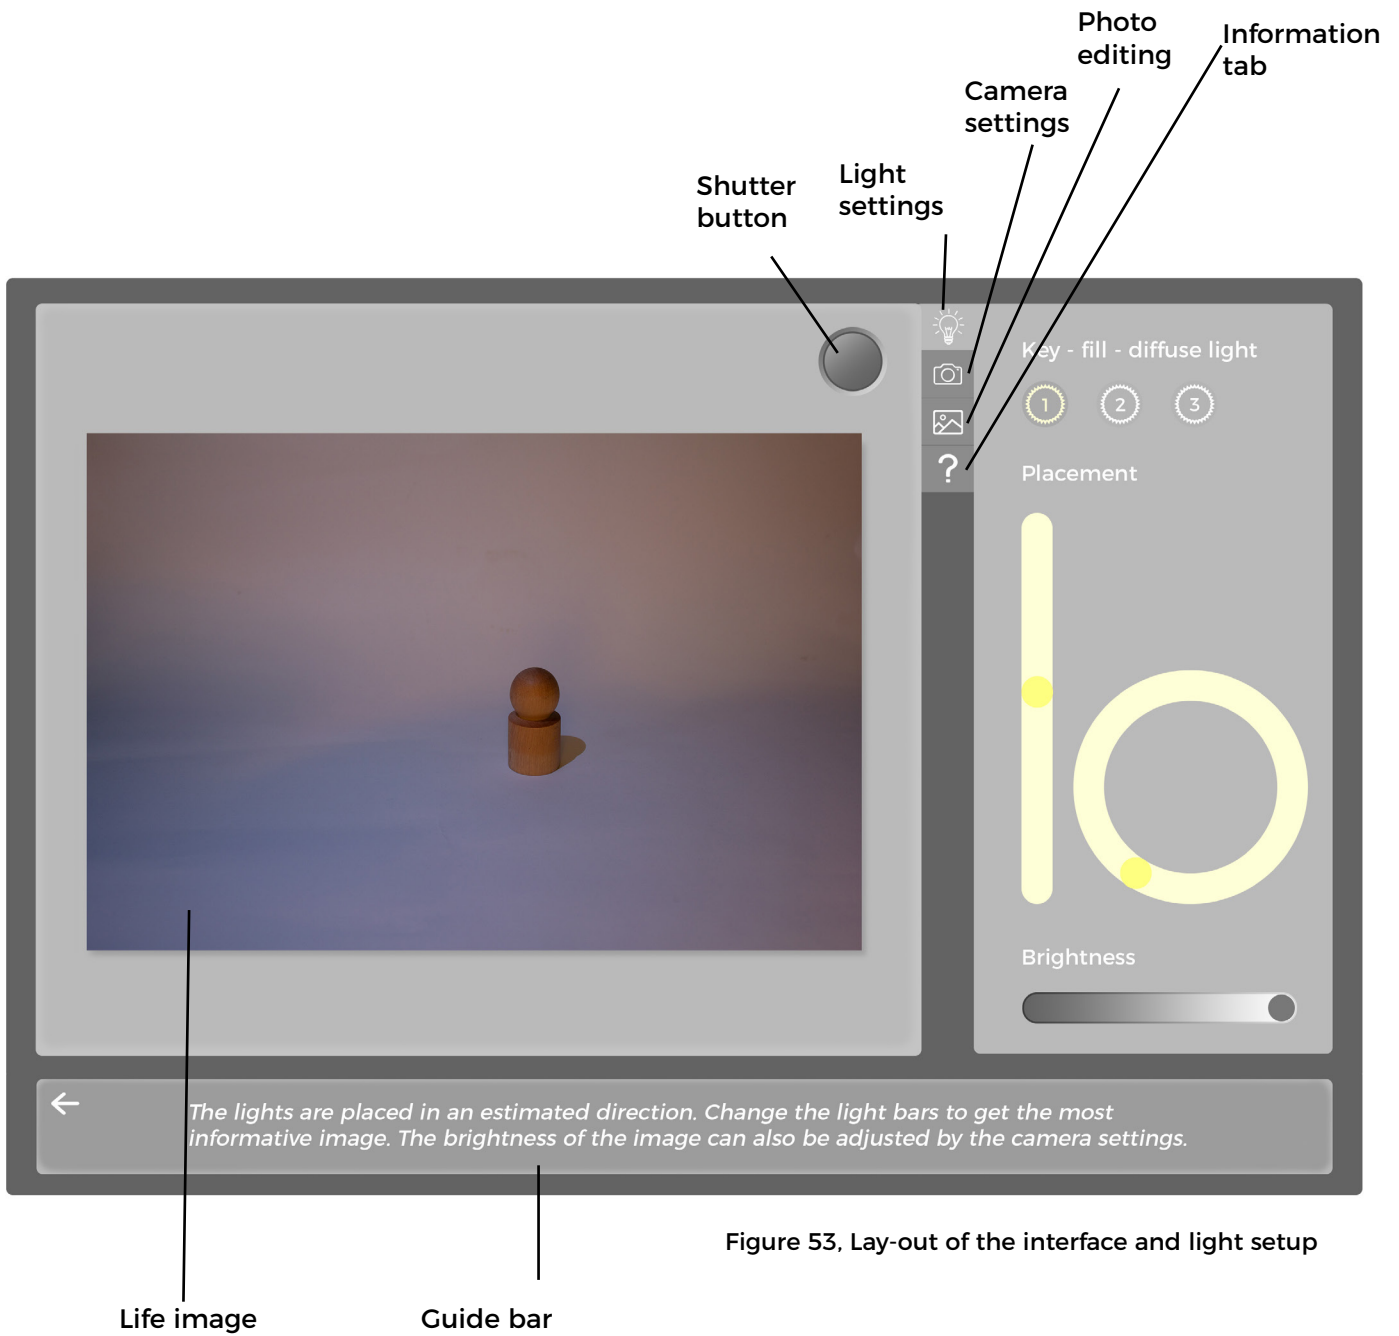 Photo
editing
Information
tab
Camera
settings
Shutter
button
Light
settings
Key - fill - diffuse light
1
2
3
?
Placement
Brightness
The lights are placed in an estimated direction. Change the light bars to get the most
informative image. The brightness of the image can also be adjusted by the camera settings.
Figure 53, Lay-out of the interface and light setup
Life image
Guide bar